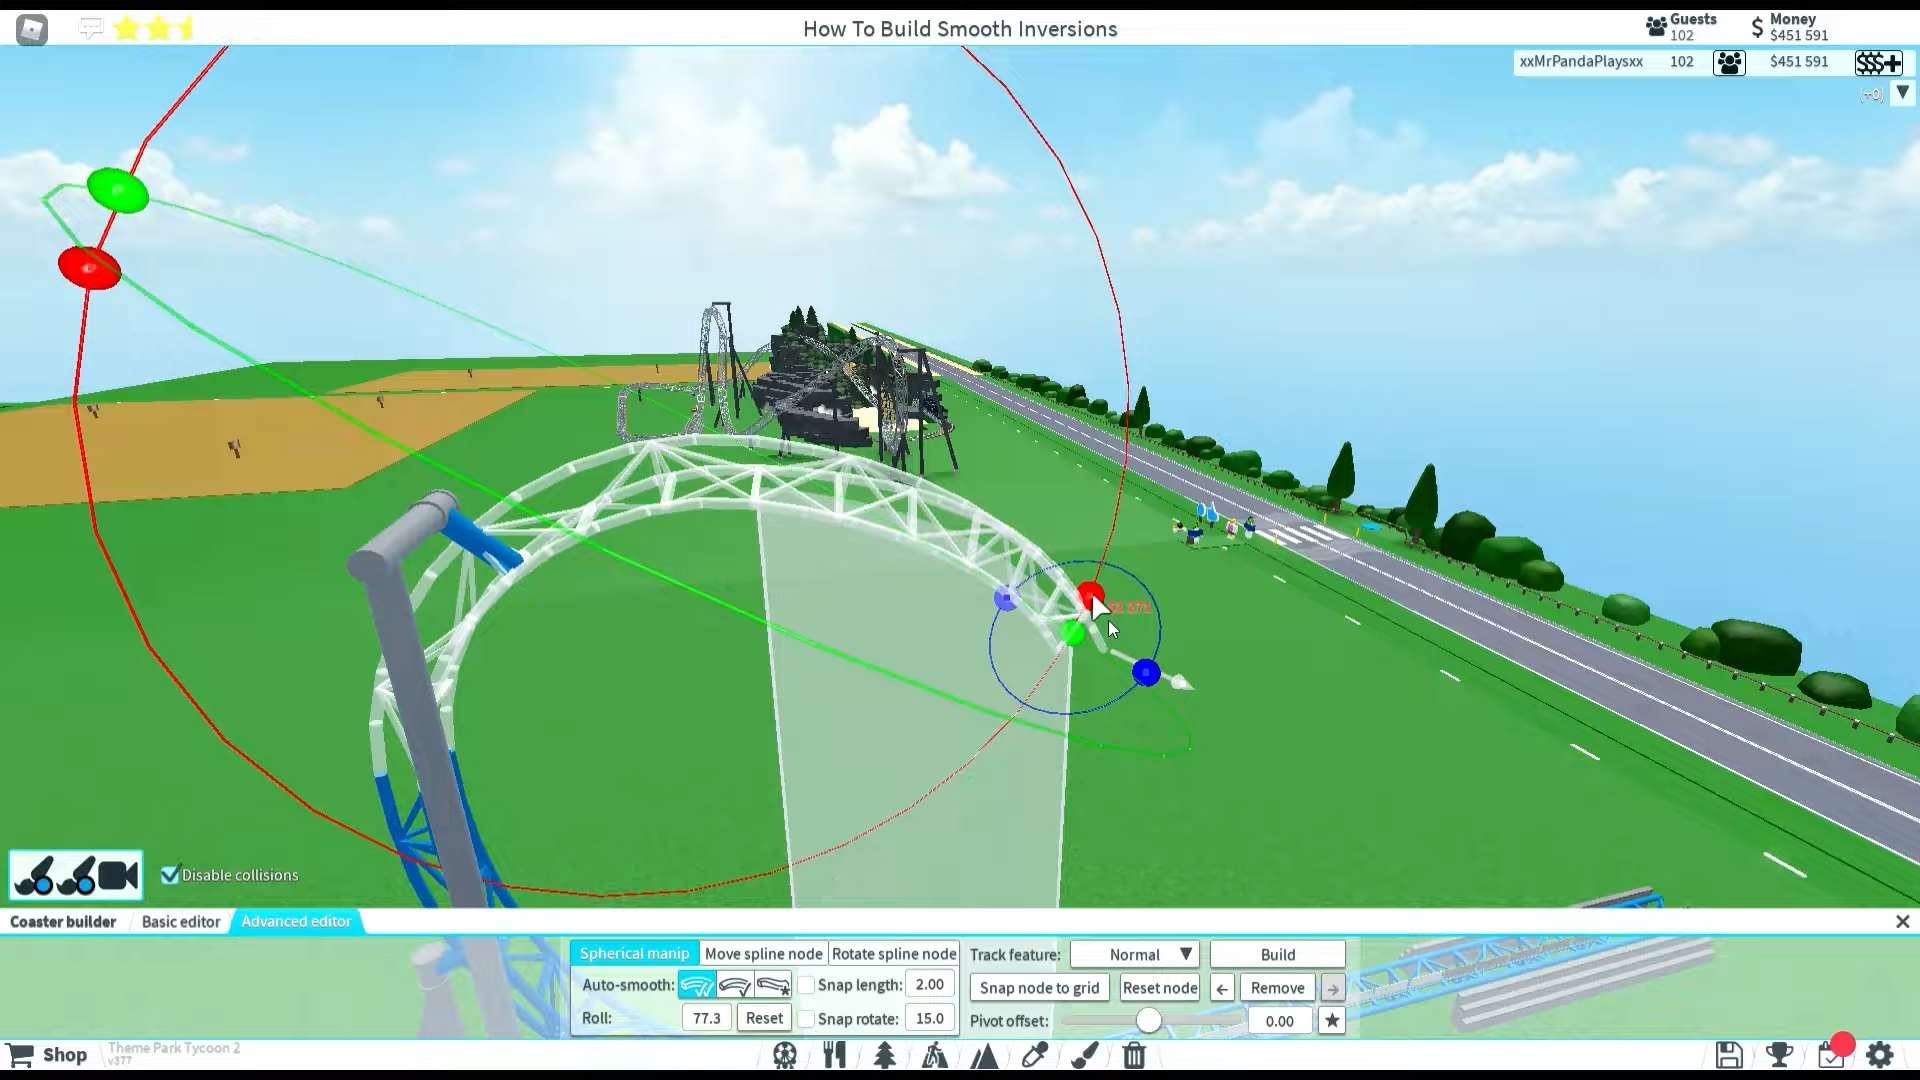 How To Build Smooth Inversions
Guests
102
$ Money
$451 591
xxMrPandaPlaysxx 102 $451 591 $$$+
(+0)
Disable collisions
Coaster builder Basic editor Advanced editor
Spherical manip Move spline node Rotate spline node Track feature: Normal Build
Auto-smooth: Snap length: 2.00 Snap node to grid Reset node Remove
Roll: 77.3 Reset Snap rotate: 15.0 Pivot offset: 0.00
Shop
Theme Park Tycoon 2
v377